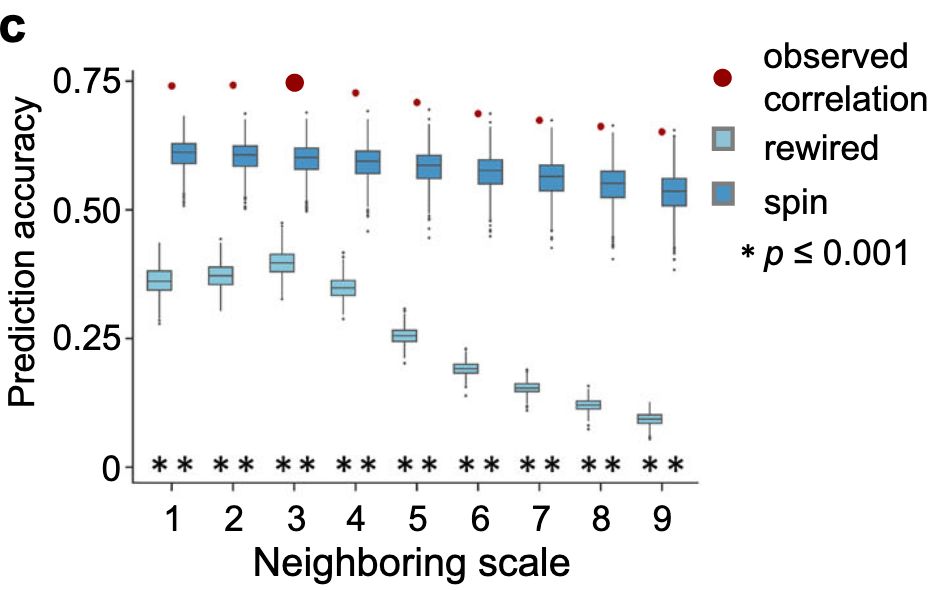 c
observed
correlation
rewired
spin
* p ≤ 0.001
Prediction accuracy
0.75
0.50
0.25
0
* * * * * * * * * * * * * * * * * *
1 2 3 4 5 6 7 8 9
Neighboring scale